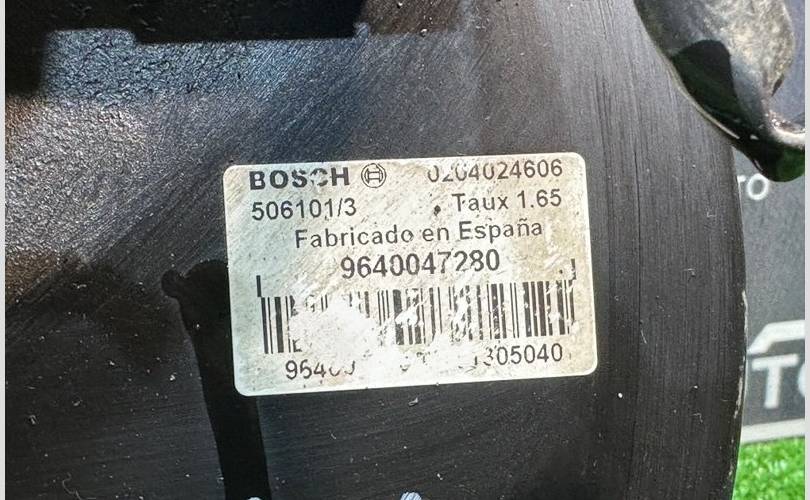 BOSCH 0204024606
506101/3 Taux 1.65
Fabricado en España
9640047280
305040